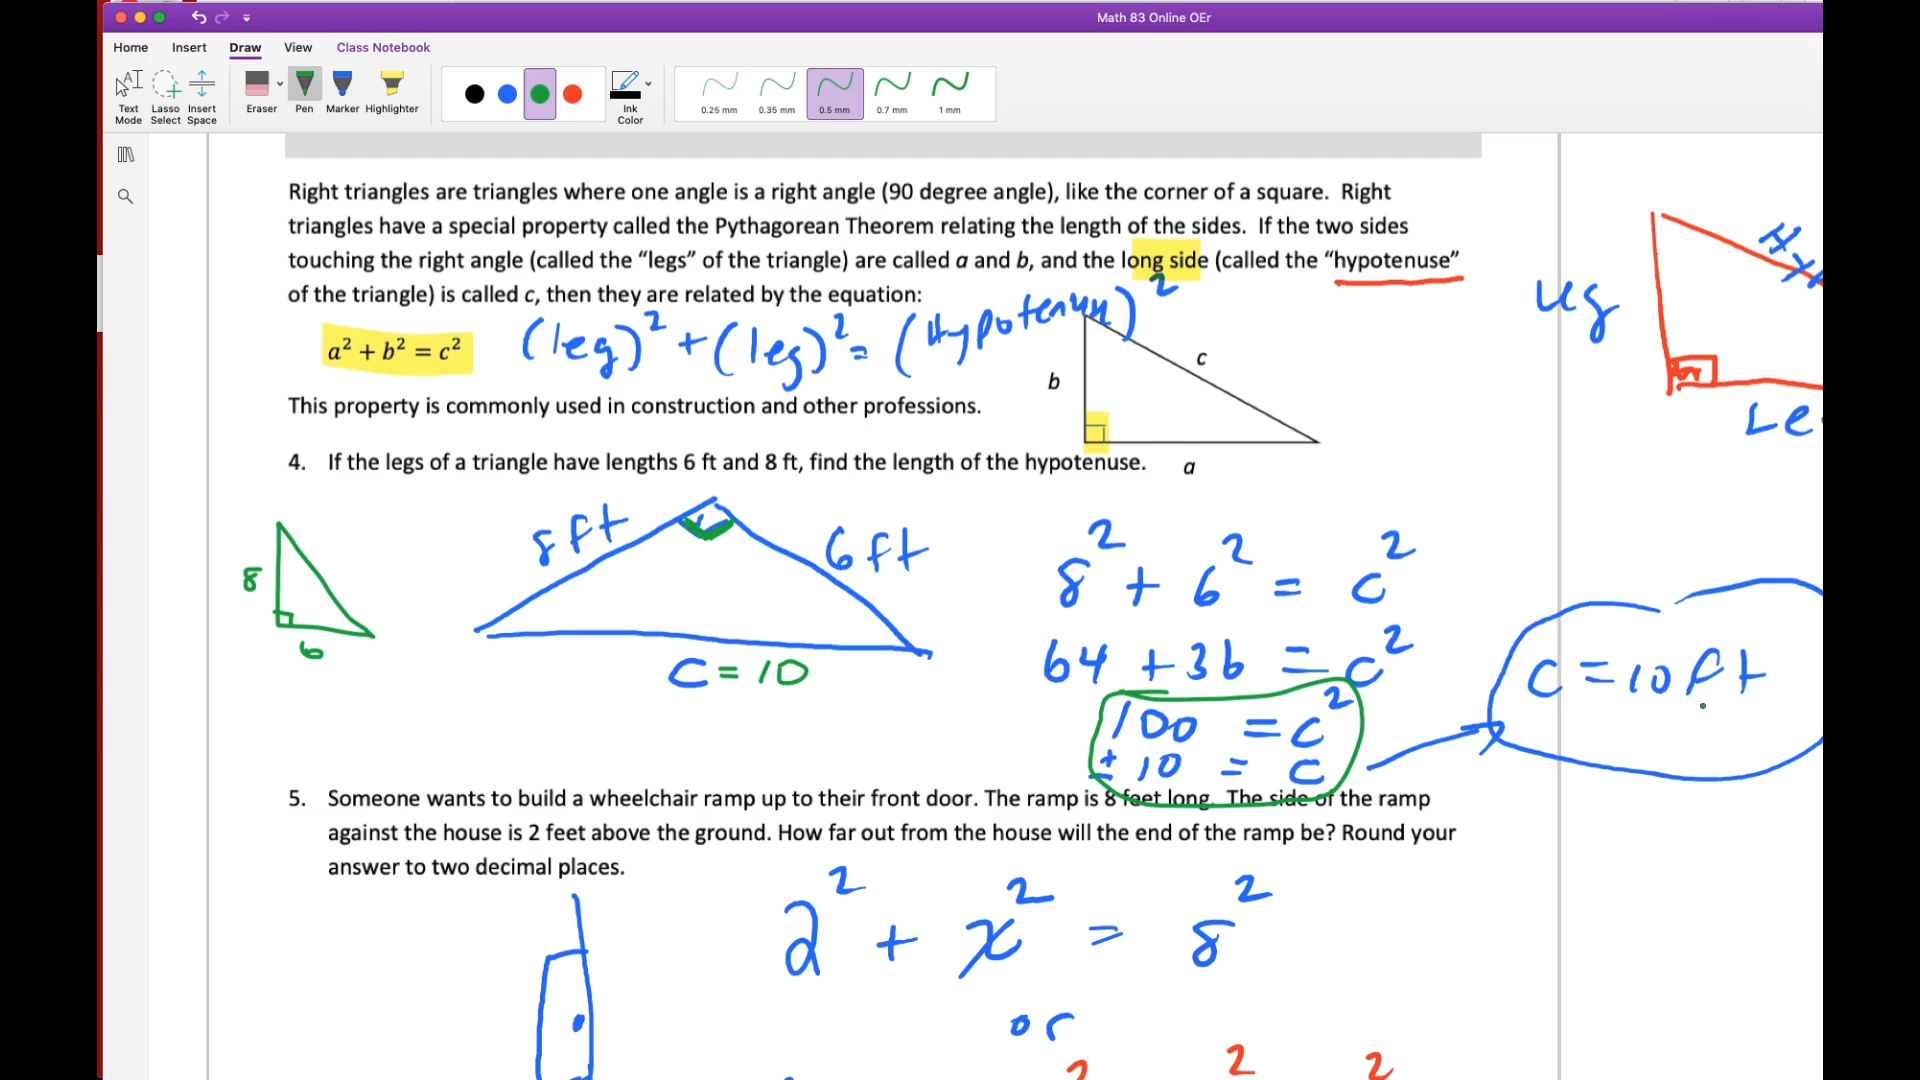 Math 83 Online OEr
Home Insert Draw View Class Notebook
Text Mode Lasso Select Insert Space Eraser Pen Marker Highlighter Ink Color 0.25 mm 0.35 mm 0.5 mm 0.7 mm 1 mm
Right triangles are triangles where one angle is a right angle (90 degree angle), like the corner of a square. Right
triangles have a special property called the Pythagorean Theorem relating the length of the sides. If the two sides
touching the right angle (called the “legs” of the triangle) are called a and b, and the long side (called the “hypotenuse”
of the triangle) is called c, then they are related by the equation:
a² + b² = c² (leg)² + (leg)² = (Hypotenuse)²
b c
This property is commonly used in construction and other professions.
4. If the legs of a triangle have lengths 6 ft and 8 ft, find the length of the hypotenuse. a
leg
Le
8 ft 6 ft
8
6
C = 10
8² + 6² = c²
64 + 36 = c²
100 = c²
± 10 = c
C = 10 ft
5. Someone wants to build a wheelchair ramp up to their front door. The ramp is 8 feet long. The side of the ramp
against the house is 2 feet above the ground. How far out from the house will the end of the ramp be? Round your
answer to two decimal places.
2² + x² = 8²
or
2 2 2